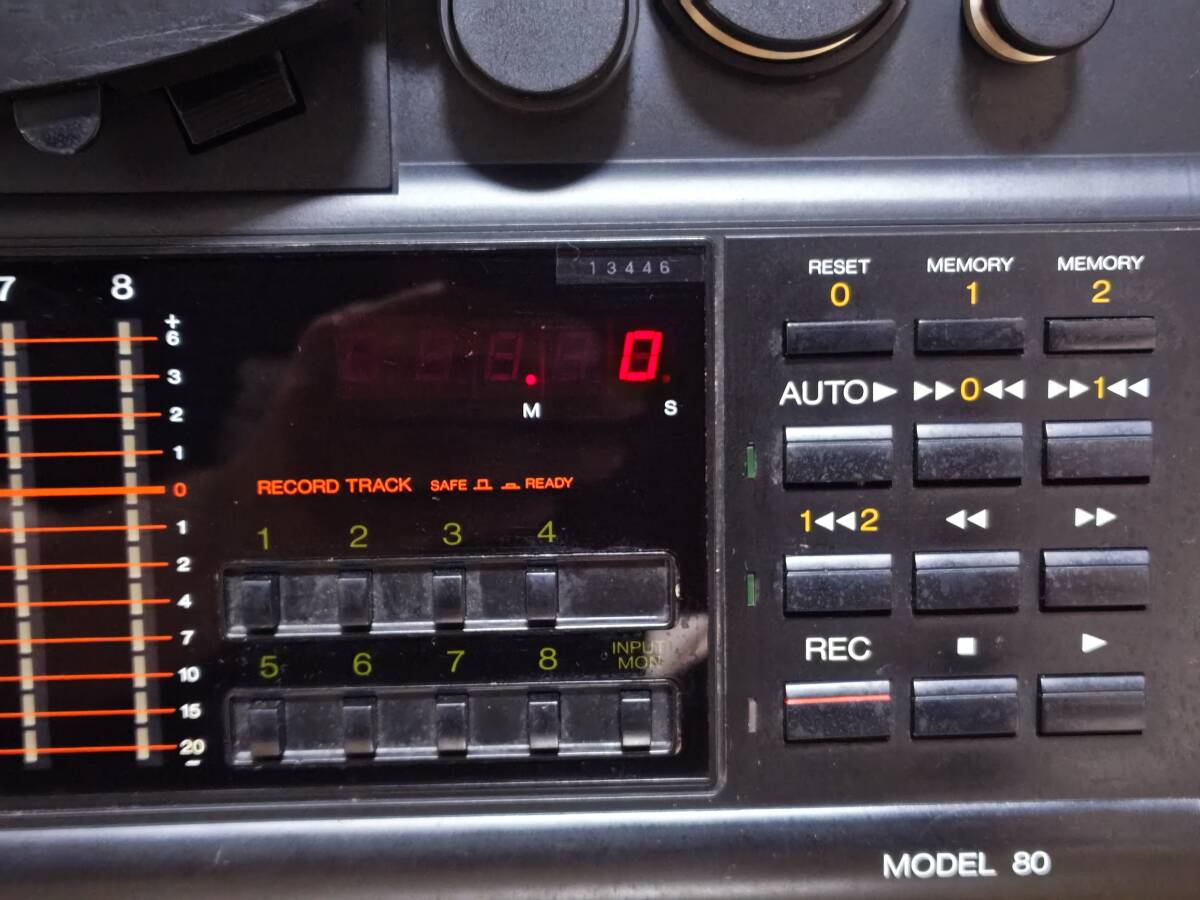 7 8
+
6
3
2
1
0
1
2
4
7
10
15
20
-
13446
0
M S
RECORD TRACK SAFE READY
1 2 3 4
5 6 7 8 INPUT
MON
RESET MEMORY MEMORY
0 1 2
AUTO▶ ▶▶0◀◀ ▶▶1◀◀
1◀◀2 ◀◀ ▶▶
REC ■ ▶
MODEL 80